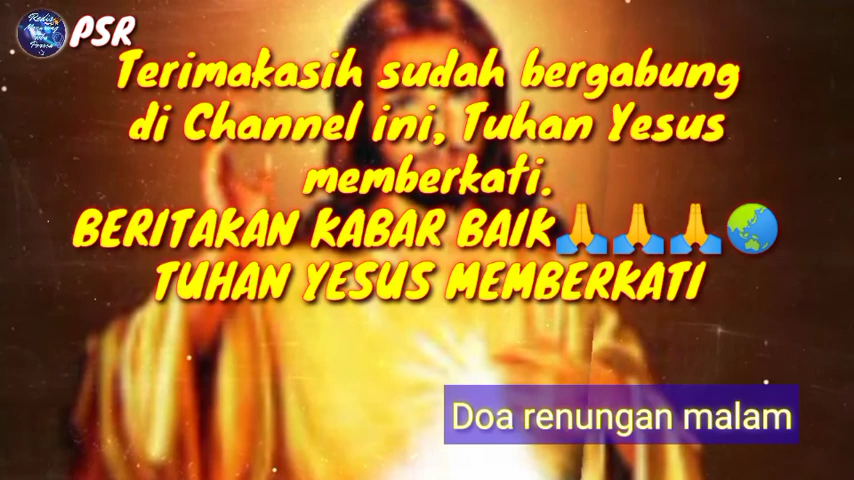 PSR
Terimakasih sudah bergabung
di Channel ini, Tuhan Yesus
memberkati.
BERITAKAN KABAR BAIK🙏🙏🙏🌏
TUHAN YESUS MEMBERKATI
Doa renungan malam